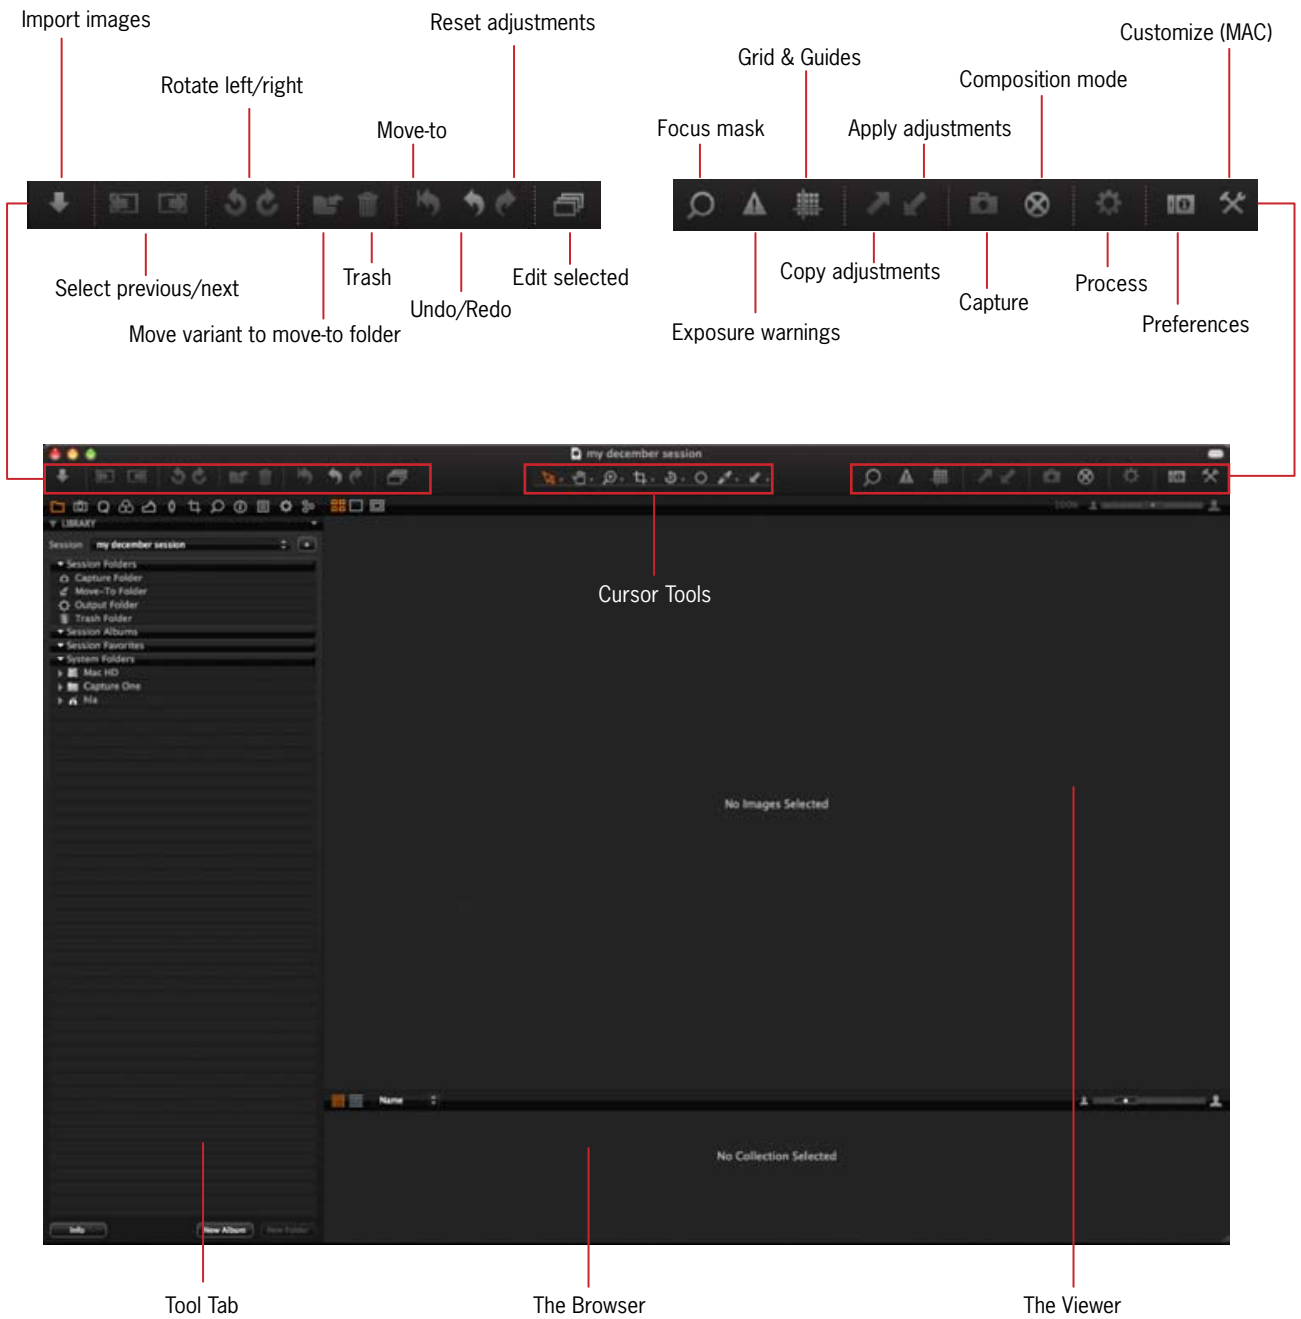 Import images
Reset adjustments
Customize (MAC)
Grid & Guides
Composition mode
Rotate left/right
Move-to
Focus mask
Apply adjustments
Select previous/next
Trash
Edit selected
Undo/Redo
Move variant to move-to folder
Copy adjustments
Capture
Process
Exposure warnings
Preferences
my december session
100%
LIBRARY
Session my december session
Session Folders
Capture Folder
Move-To Folder
Output Folder
Trash Folder
Session Albums
Session Favorites
System Folders
Mac HD
Capture One
hla
Cursor Tools
No Images Selected
Name
No Collection Selected
Info New Album New Folder
Tool Tab
The Browser
The Viewer